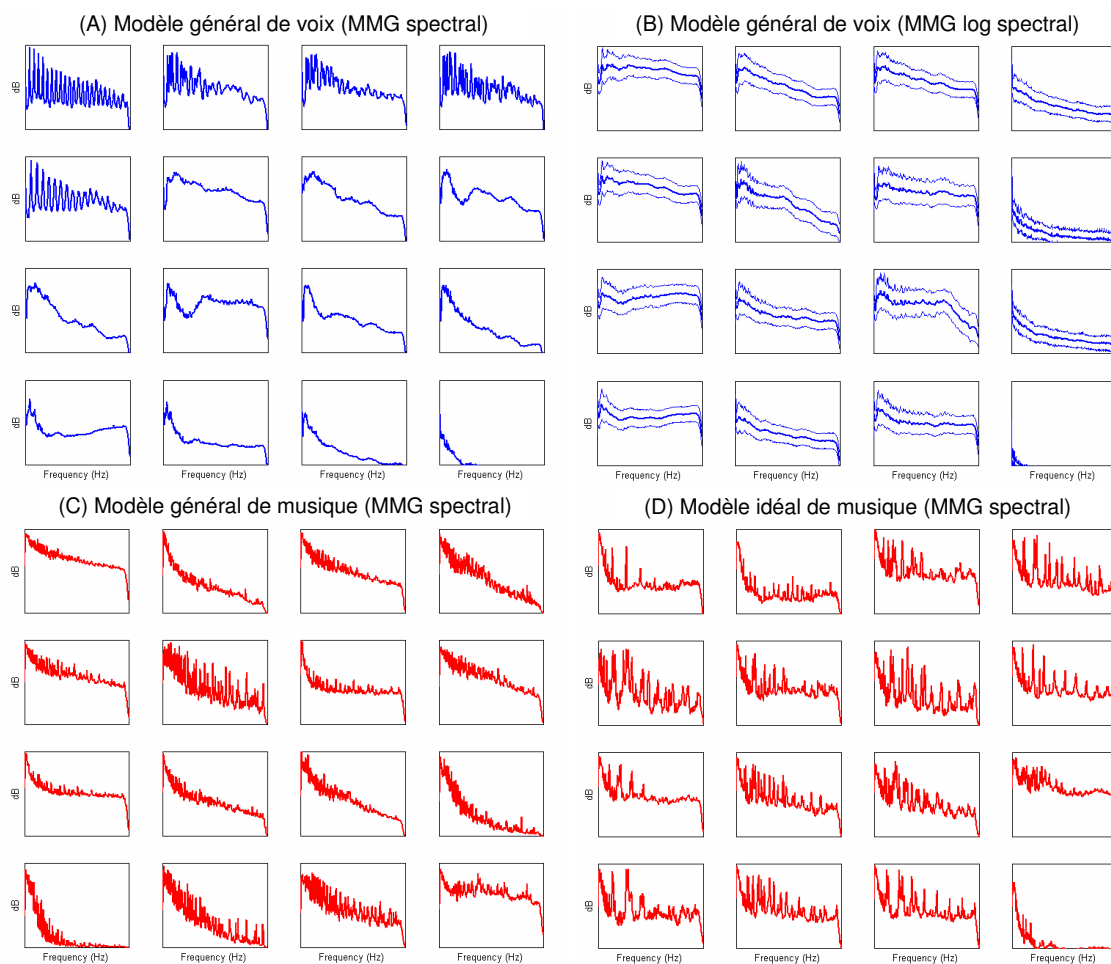 (A) Modèle général de voix (MMG spectral)
dB
dB
dB
dB
Frequency (Hz) Frequency (Hz) Frequency (Hz) Frequency (Hz)
(B) Modèle général de voix (MMG log spectral)
dB
dB
dB
dB
Frequency (Hz) Frequency (Hz) Frequency (Hz) Frequency (Hz)
(C) Modèle général de musique (MMG spectral)
dB
dB
dB
dB
Frequency (Hz) Frequency (Hz) Frequency (Hz) Frequency (Hz)
(D) Modèle idéal de musique (MMG spectral)
dB
dB
dB
dB
Frequency (Hz) Frequency (Hz) Frequency (Hz) Frequency (Hz)